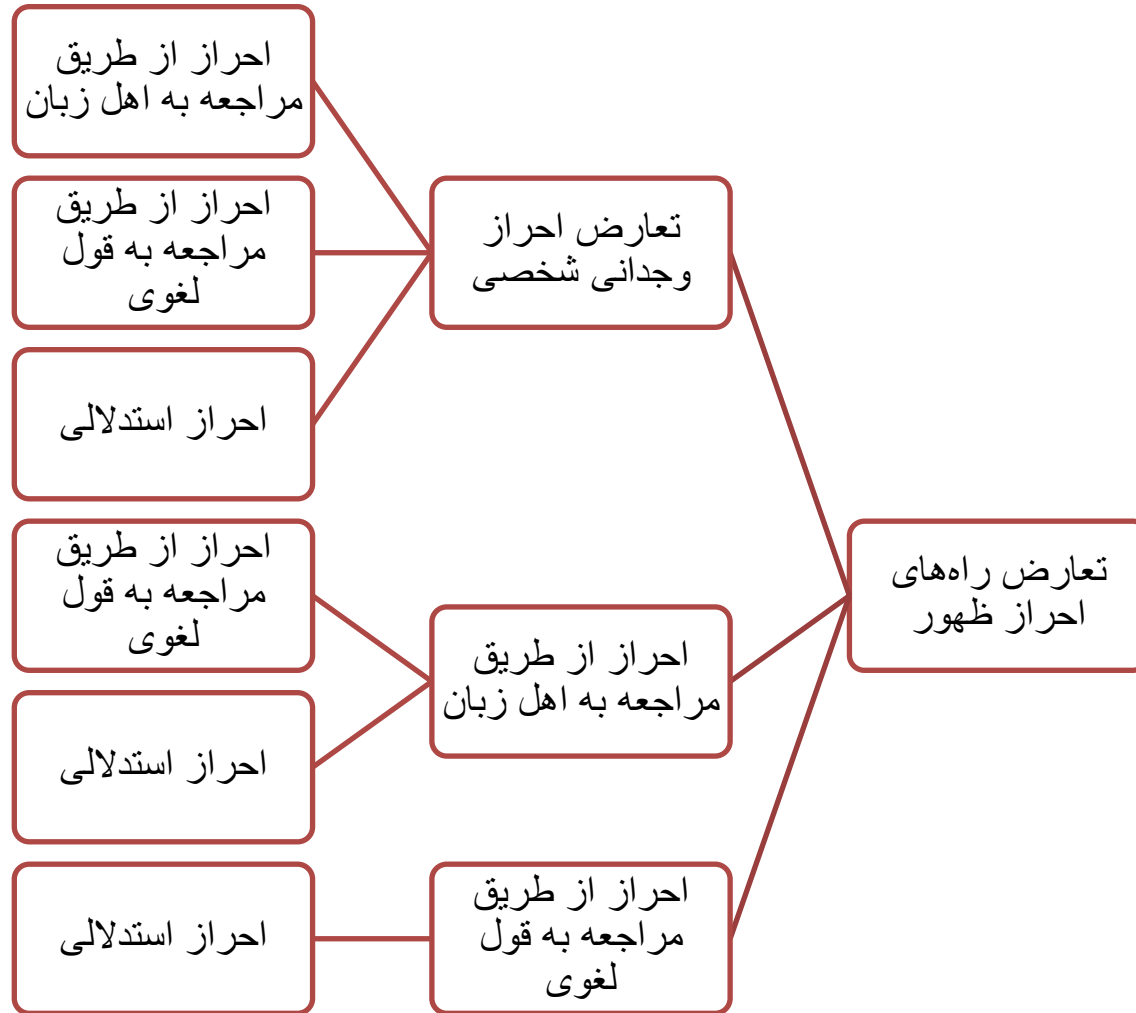 تعارض راه‌های
احراز ظهور
تعارض احراز
وجدانی شخصی
احراز از طریق
مراجعه به اهل زبان
احراز از طریق
مراجعه به قول
لغوی
احراز استدلالی
احراز از طریق
مراجعه به اهل زبان
احراز از طریق
مراجعه به قول
لغوی
احراز استدلالی
احراز از طریق
مراجعه به قول
لغوی
احراز استدلالی